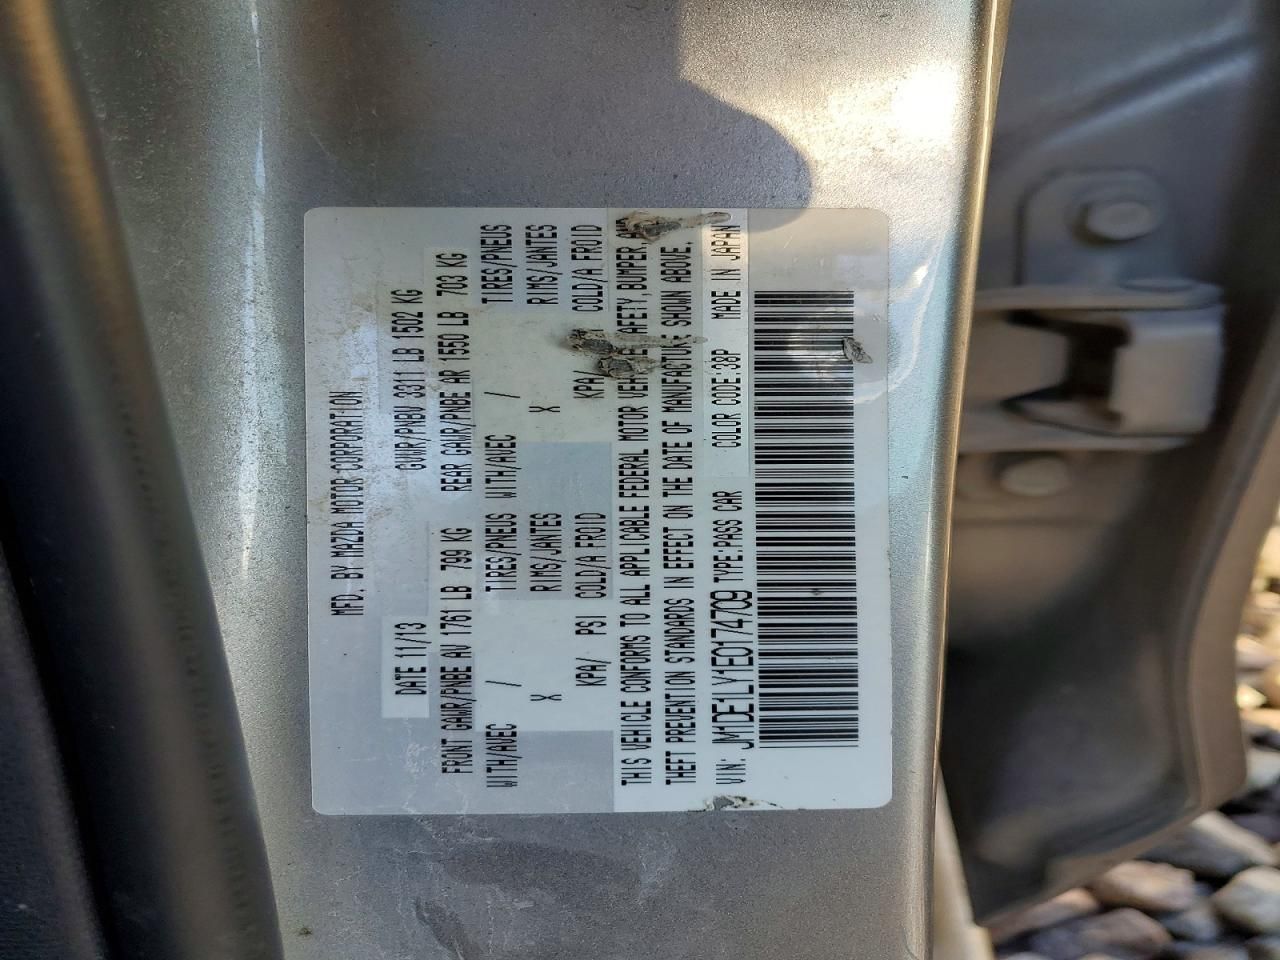 MFD. BY MAZDA MOTOR CORPORATION
DATE 11/13 GVWR/PNBV 3311 LB 1502 KG
FRONT GAWR/PNBE AV 1761 LB 799 KG REAR GAWR/PNBE AR 1550 LB 703 KG
WITH/AVEC / TIRES/PNEUS WITH/AVEC / TIRES/PNEUS
X RIMS/JANTES X RIMS/JANTES
KPA/ PSI COLD/A FROID KPA/ COLD/A FROID
THIS VEHICLE CONFORMS TO ALL APPLICABLE FEDERAL MOTOR VEHICLE SAFETY, BUMPER, AND
THEFT PREVENTION STANDARDS IN EFFECT ON THE DATE OF MANUFACTURE SHOWN ABOVE.
VIN: JM1DE1LY1E0174709 TYPE:PASS CAR COLOR CODE:38P MADE IN JAPAN